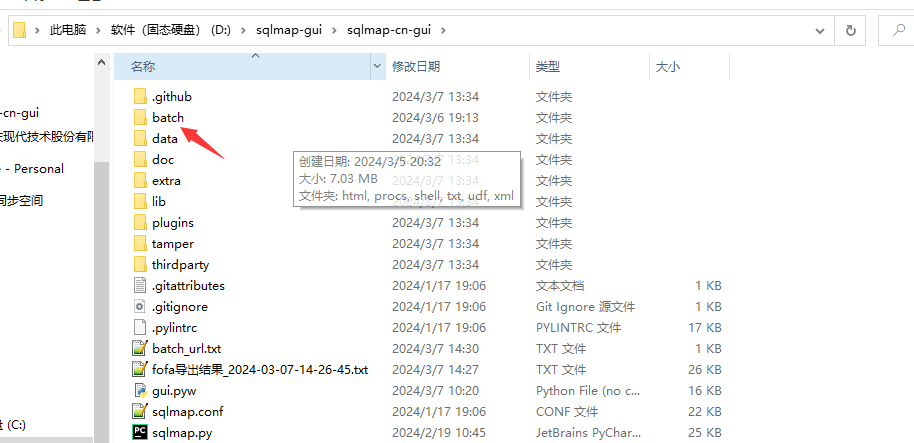 此电脑 软件（固态硬盘） (D:) sqlmap-gui sqlmap-cn-gui
名称 修改日期 类型 大小
.github 2024/3/7 13:34 文件夹
-cn-gui
batch 2024/3/6 19:13 文件夹
现代技术股份有限
data 2024/3/7 13:34 文件夹
doc 文件夹
- Personal
extra 2024/3/7 13:34 文件夹
创建日期: 2024/3/5 20:32
大小: 7.03 MB
文件夹: html, procs, shell, txt, udf, xml
同步空间
lib 文件夹
plugins 2024/3/7 13:34 文件夹
tamper 2024/3/7 13:34 文件夹
thirdparty 2024/3/7 13:34 文件夹
.gitattributes 2024/1/17 19:06 文本文档 1 KB
.gitignore 2024/1/17 19:06 Git Ignore 源文件 1 KB
.pylintrc 2024/1/17 19:06 PYLINTRC 文件 17 KB
batch_url.txt 2024/3/7 14:30 TXT 文件 1 KB
fofa导出结果_2024-03-07-14-26-45.txt 2024/3/7 14:27 TXT 文件 26 KB
gui.pyw 2024/3/7 10:20 Python File (no c... 16 KB
(C:)
sqlmap.conf 2024/1/17 19:06 CONF 文件 22 KB
sqlmap.py 2024/2/19 10:45 JetBrains PyChar... 25 KB